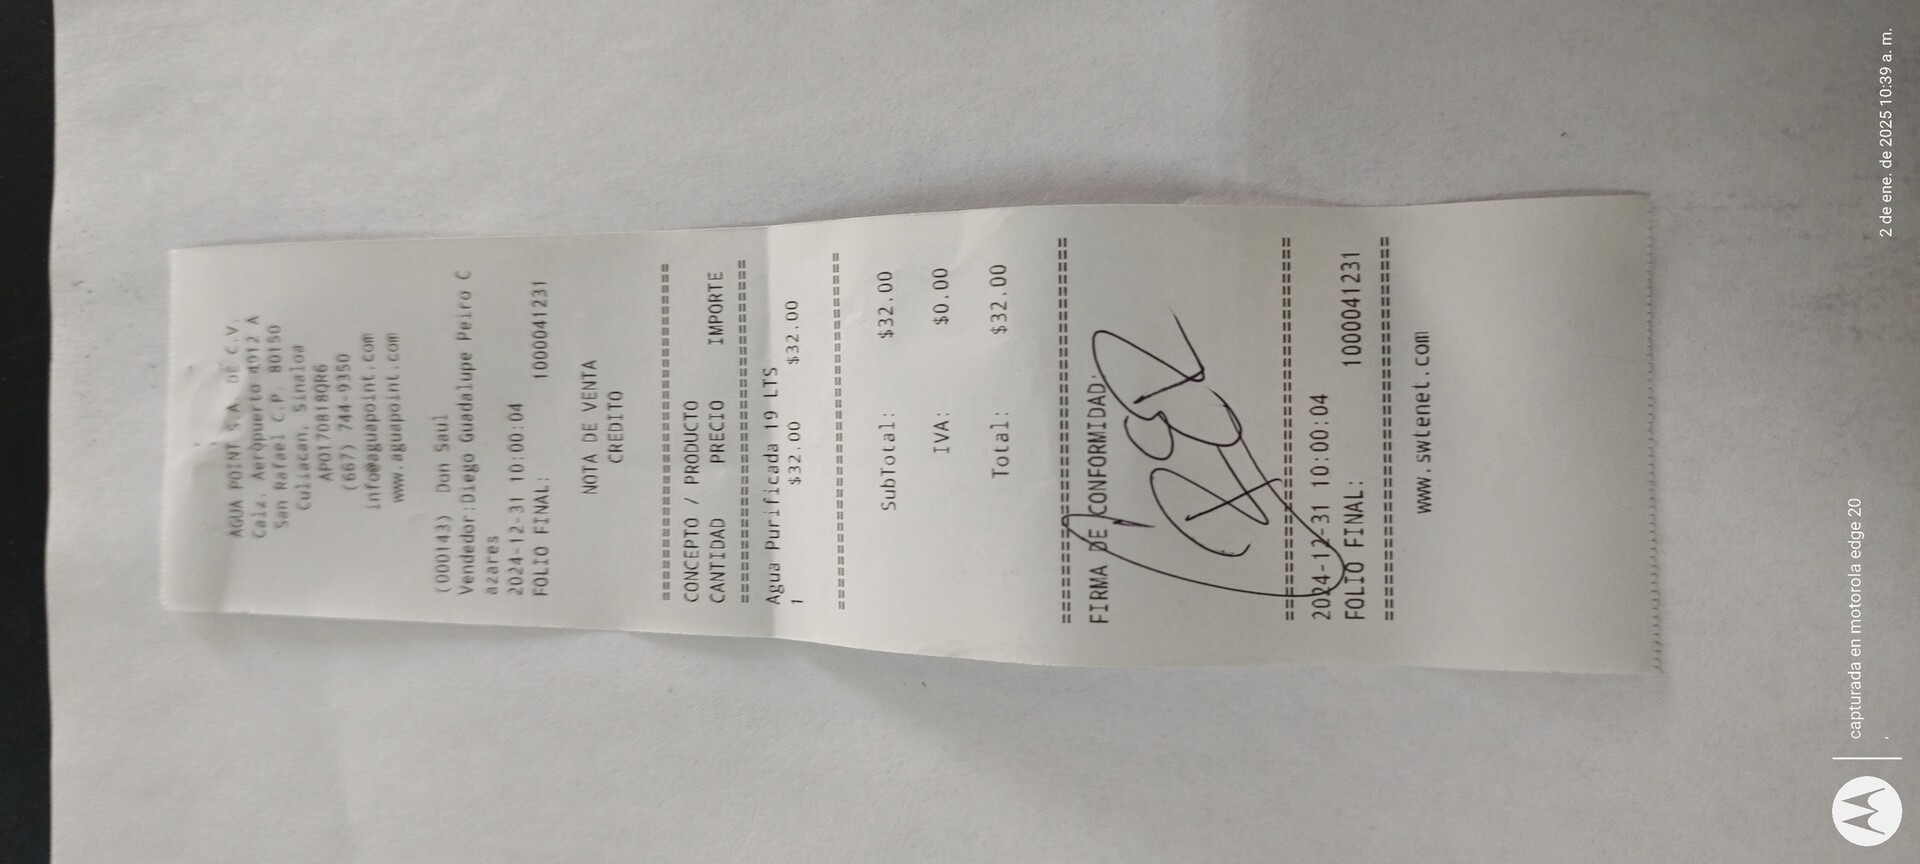 AGUA POINT S.A. DE C.V.
Calz. Aeropuerto 4912 A
San Rafael C.P. 80150
Culiacan, Sinaloa
APO170818QR6
(667) 744-9350
info@aguapoint.com
www.aguapoint.com
(000143) Don Saul
Vendedor:Diego Guadalupe Peiro C
azares
2024-12-31 10:00:04
FOLIO FINAL: 1000041231
NOTA DE VENTA
CREDITO
================================
CONCEPTO / PRODUCTO
CANTIDAD PRECIO IMPORTE
================================
Agua Purificada 19 LTS
1 $32.00 $32.00
================================
SubTotal: $32.00
IVA: $0.00
Total: $32.00
================================
FIRMA DE CONFORMIDAD:
================================
2024-12-31 10:00:04
FOLIO FINAL: 1000041231
================================
www.swtenet.com
capturada en motorola edge 20
,
2 de ene. de 2025 10:39 a. m.